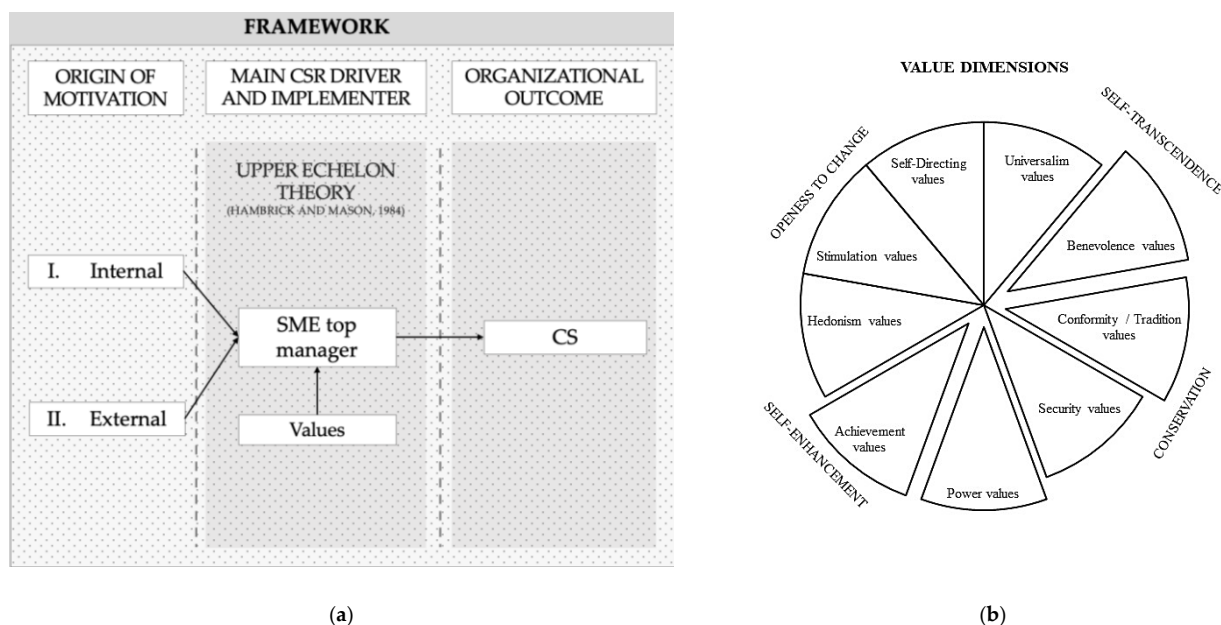 FRAMEWORK
ORIGIN OF
MOTIVATION
MAIN CSR DRIVER
AND IMPLEMENTER
ORGANIZATIONAL
OUTCOME
UPPER ECHELON
THEORY
(HAMBRICK AND MASON, 1984)
I. Internal
SME top
manager
CS
II. External
Values
(a)
VALUE DIMENSIONS
SELF-TRANSCENDENCE
OPENESS TO CHANGE
Self-Directing
values
Universalim
values
Stimulation values
Benevolence values
Hedonism values
Conformity / Tradition
values
Achievement
values
Security values
Power values
SELF-ENHANCEMENT
CONSERVATION
(b)